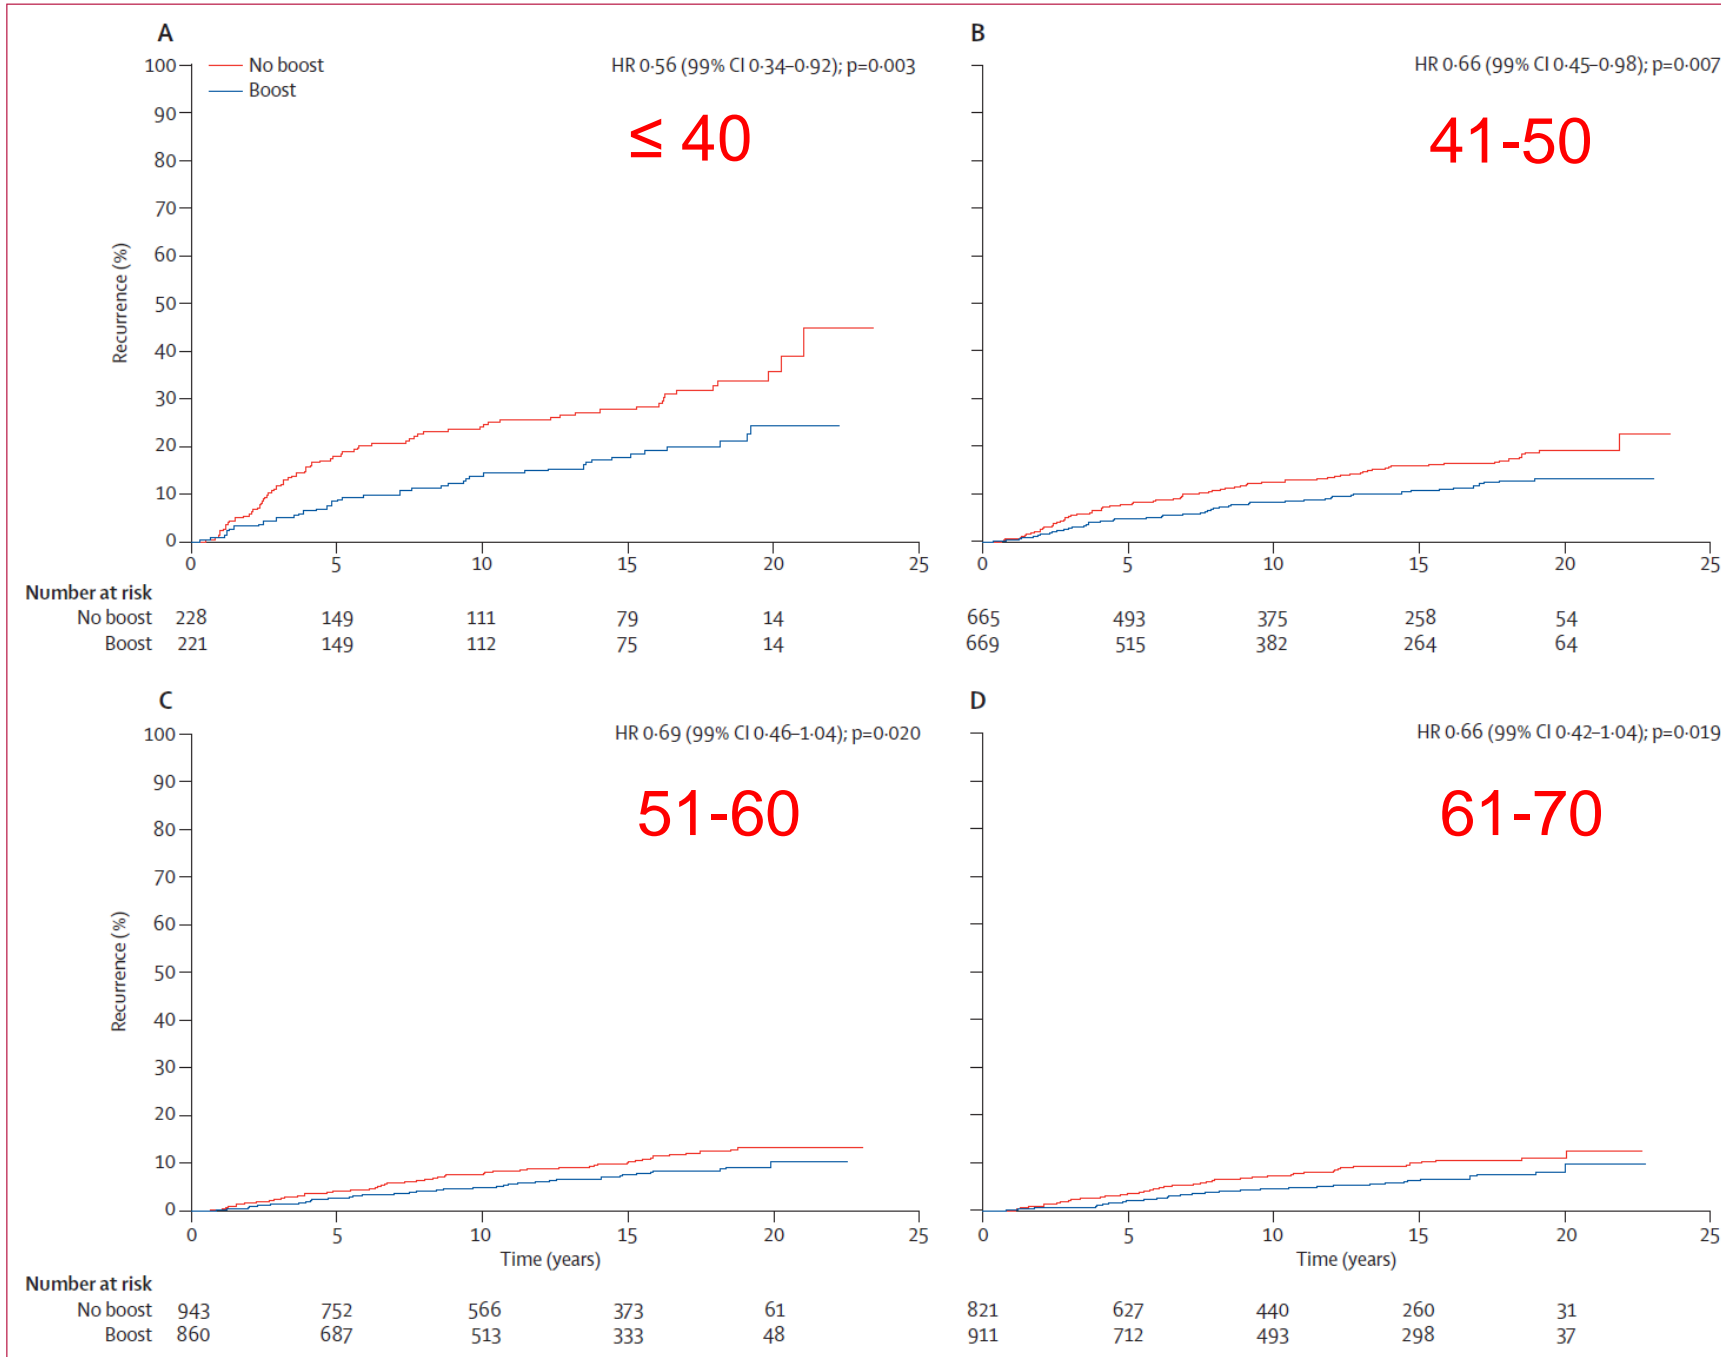 A
No boost
Boost
HR 0·56 (99% CI 0·34–0·92); p=0·003
≤ 40
100
90
80
70
60
50
40
30
20
10
0
Recurrence (%)
0 5 10 15 20 25
Number at risk
No boost 228 149 111 79 14
Boost 221 149 112 75 14
B
HR 0·66 (99% CI 0·45–0·98); p=0·007
41-50
0 5 10 15 20 25
665 493 375 258 54
669 515 382 264 64
C
HR 0·69 (99% CI 0·46–1·04); p=0·020
51-60
100
90
80
70
60
50
40
30
20
10
0
Recurrence (%)
0 5 10 15 20 25
Time (years)
Number at risk
No boost 943 752 566 373 61
Boost 860 687 513 333 48
D
HR 0·66 (99% CI 0·42–1·04); p=0·019
61-70
0 5 10 15 20 25
Time (years)
821 627 440 260 31
911 712 493 298 37